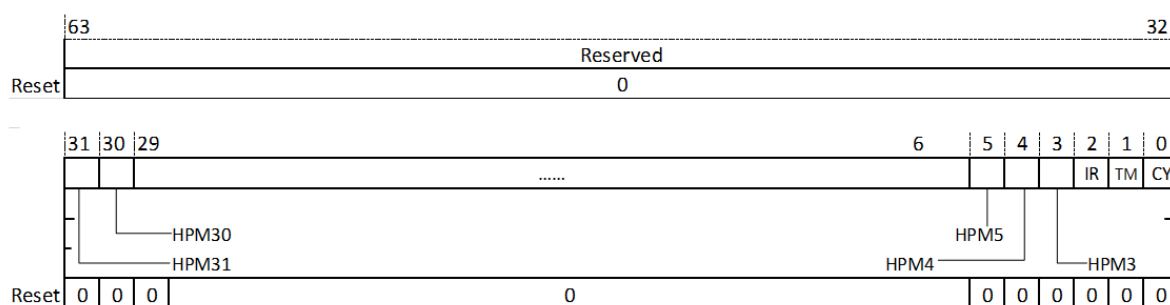 63 32
Reserved
Reset 0
31 30 29 6 5 4 3 2 1 0
...... IR TM CY
HPM30 HPM5
HPM31 HPM4 HPM3
Reset 0 0 0 0 0 0 0 0 0 0